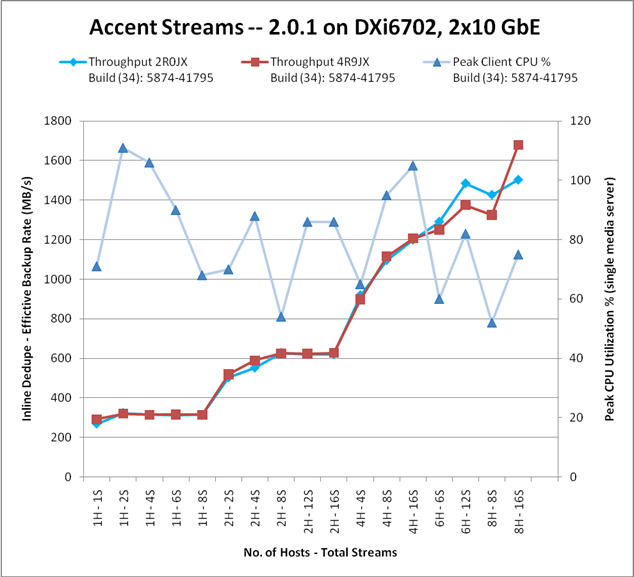 Accent Streams -- 2.0.1 on DXi6702, 2x10 GbE
Throughput 2R0JX
Build (34): 5874-41795
Throughput 4R9JX
Build (34): 5874-41795
Peak Client CPU %
Build (34): 5874-41795
Inline Dedupe - Effictive Backup Rate (MB/s)
1800
1600
1400
1200
1000
800
600
400
200
0
120
100
80
60
40
20
0
Peak CPU Utilization % (single media server)
1H - 1S
1H - 2S
1H - 4S
1H - 6S
1H - 8S
2H - 2S
2H - 4S
2H - 8S
2H - 12S
2H - 16S
4H - 4S
4H - 8S
4H - 16S
6H - 6S
6H - 12S
8H - 8S
8H - 16S
No. of Hosts - Total Streams